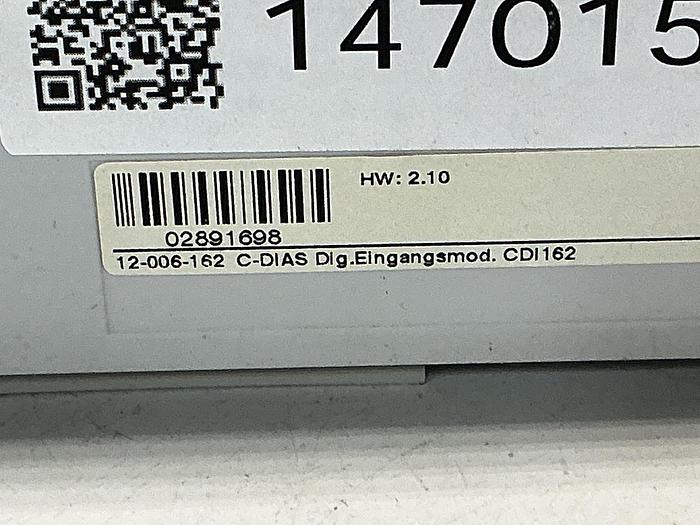 147015
HW: 2.10
02891698
12-006-162 C-DIAS Dig.Eingangsmod. CDI162